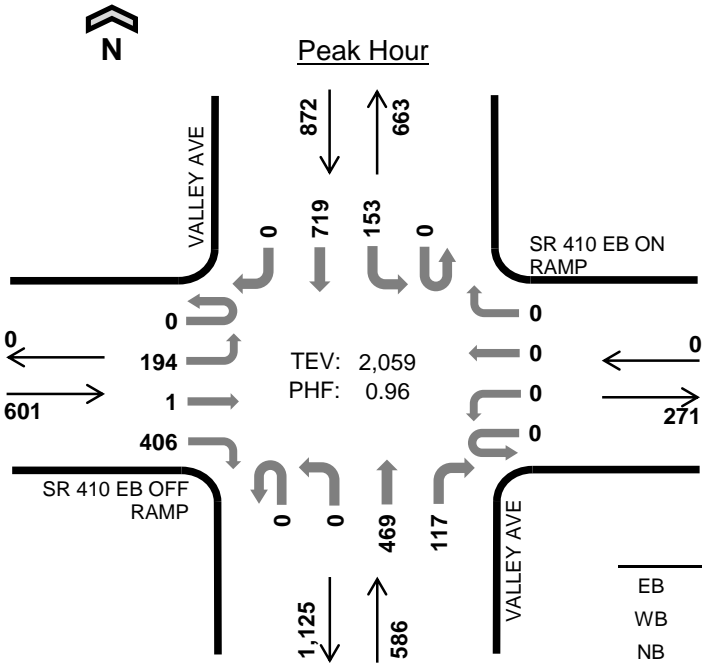 N
Peak Hour
872
663
VALLEY AVE
0
719
153
0
SR 410 EB ON
RAMP
0
194
1
406
0
601
TEV: 2,059
PHF: 0.96
0
0
0
0
0
271
SR 410 EB OFF
RAMP
0
0
469
117
VALLEY AVE
1,125
586
EB
WB
NB